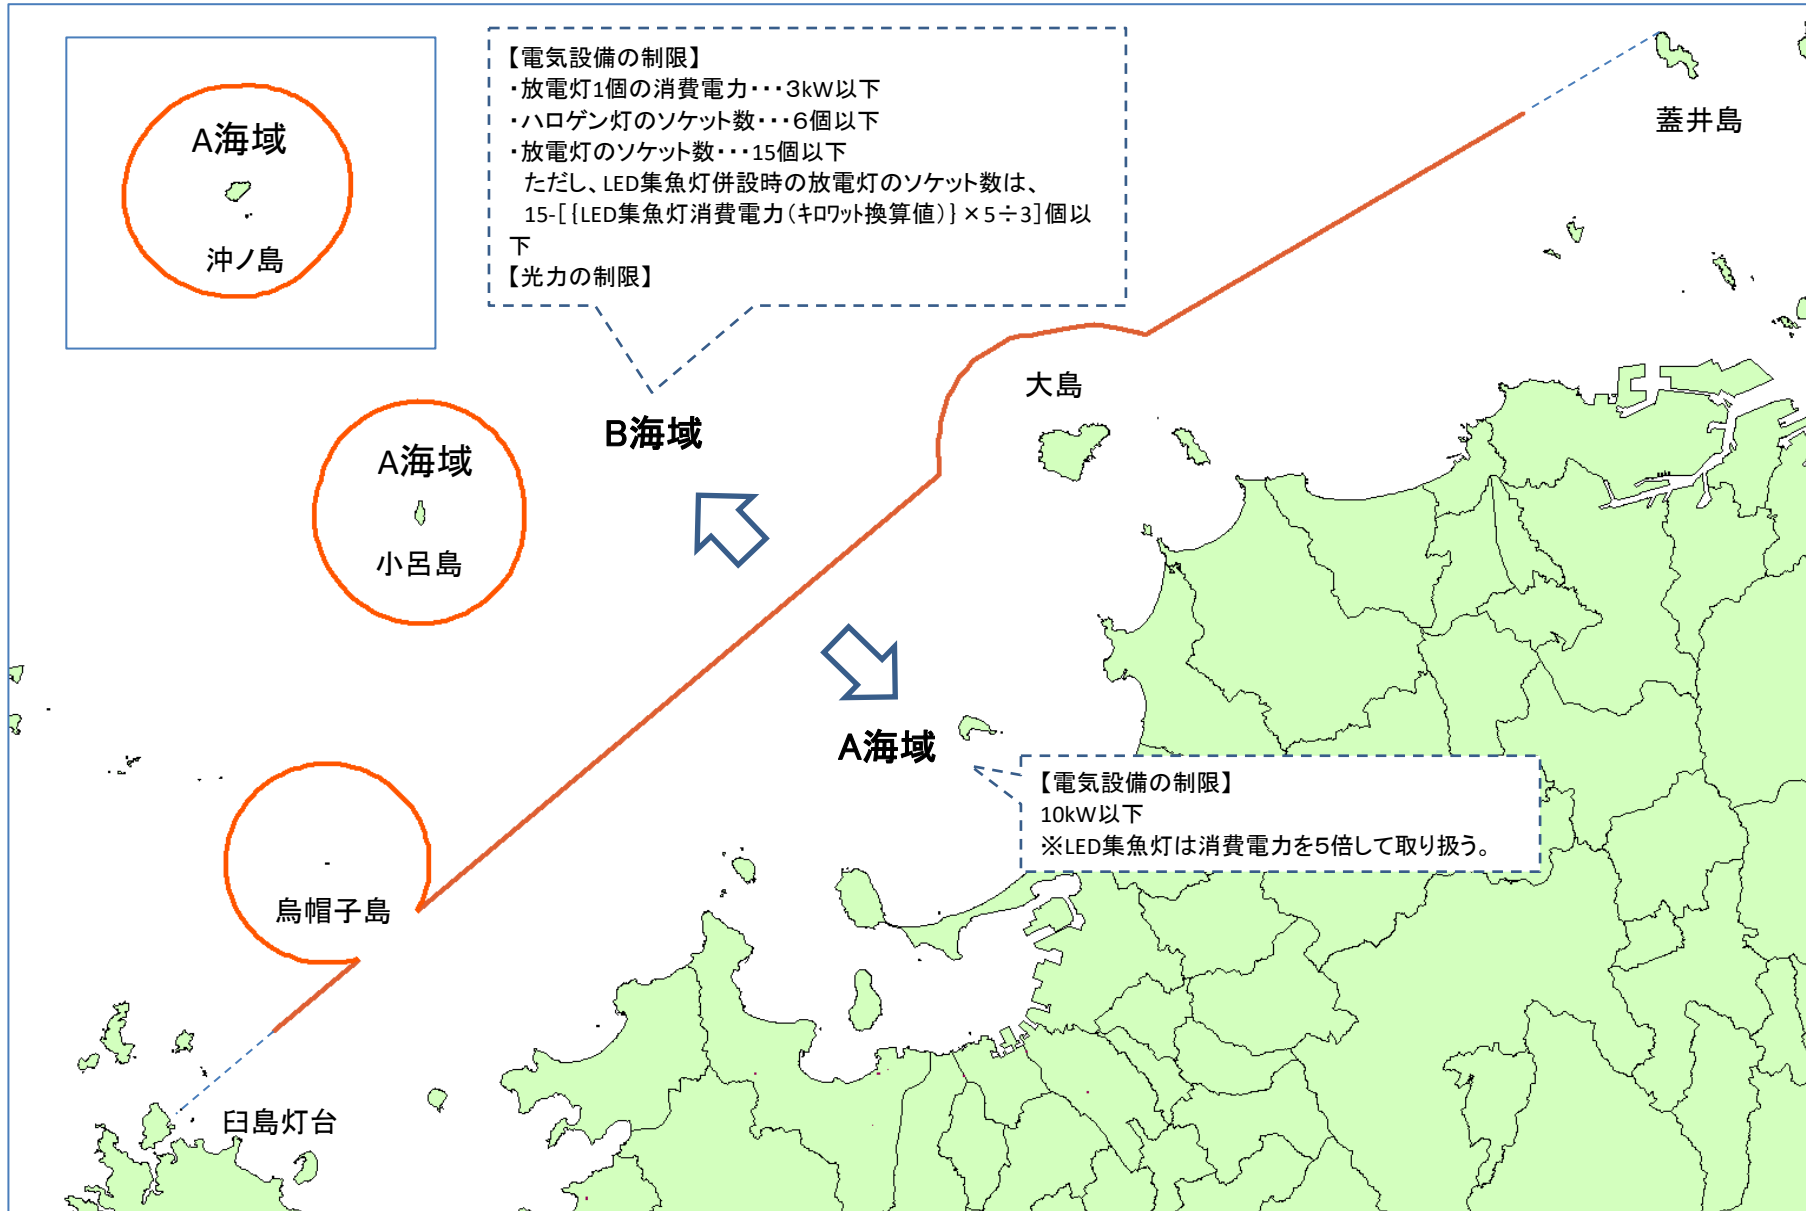 【電気設備の制限】
・放電灯1個の消費電力・・・3kW以下
・ハロゲン灯のソケット数・・・6個以下
・放電灯のソケット数・・・15個以下
ただし、LED集魚灯併設時の放電灯のソケット数は、
15-[{LED集魚灯消費電力(キロワット換算値)}×5÷3]個以
下
【光力の制限】
A海域
沖ノ島
蓋井島
大島
B海域
A海域
小呂島
A海域
【電気設備の制限】
10kW以下
※LED集魚灯は消費電力を5倍して取り扱う。
烏帽子島
臼島灯台